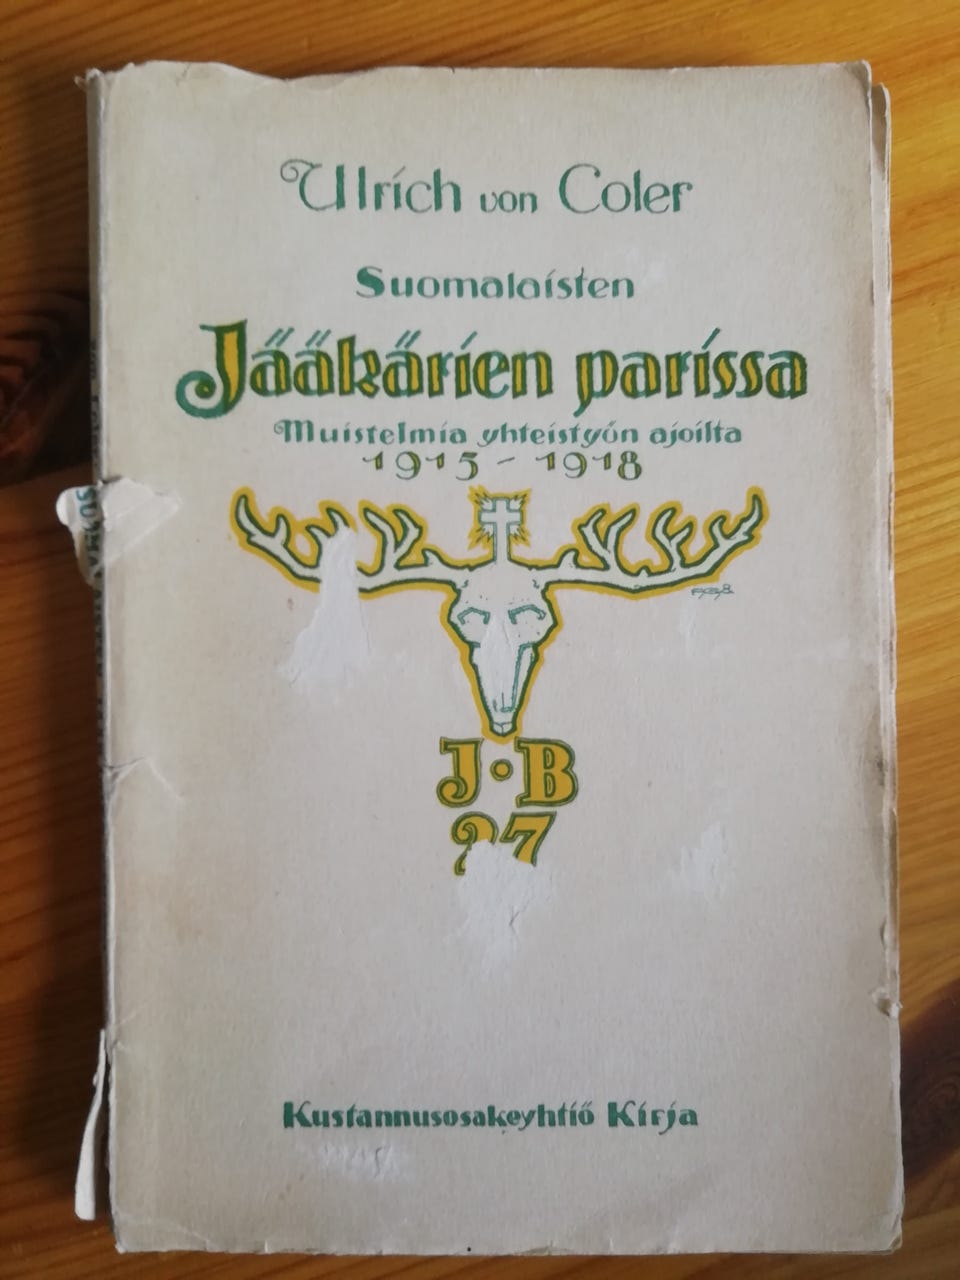 Ulrich von Coler
Suomalaisten
Jääkärien parissa
Muistelmia yhteistyön ajoilta
1915-1918
J·B
27
Kustannusosakeyhtiö Kirja